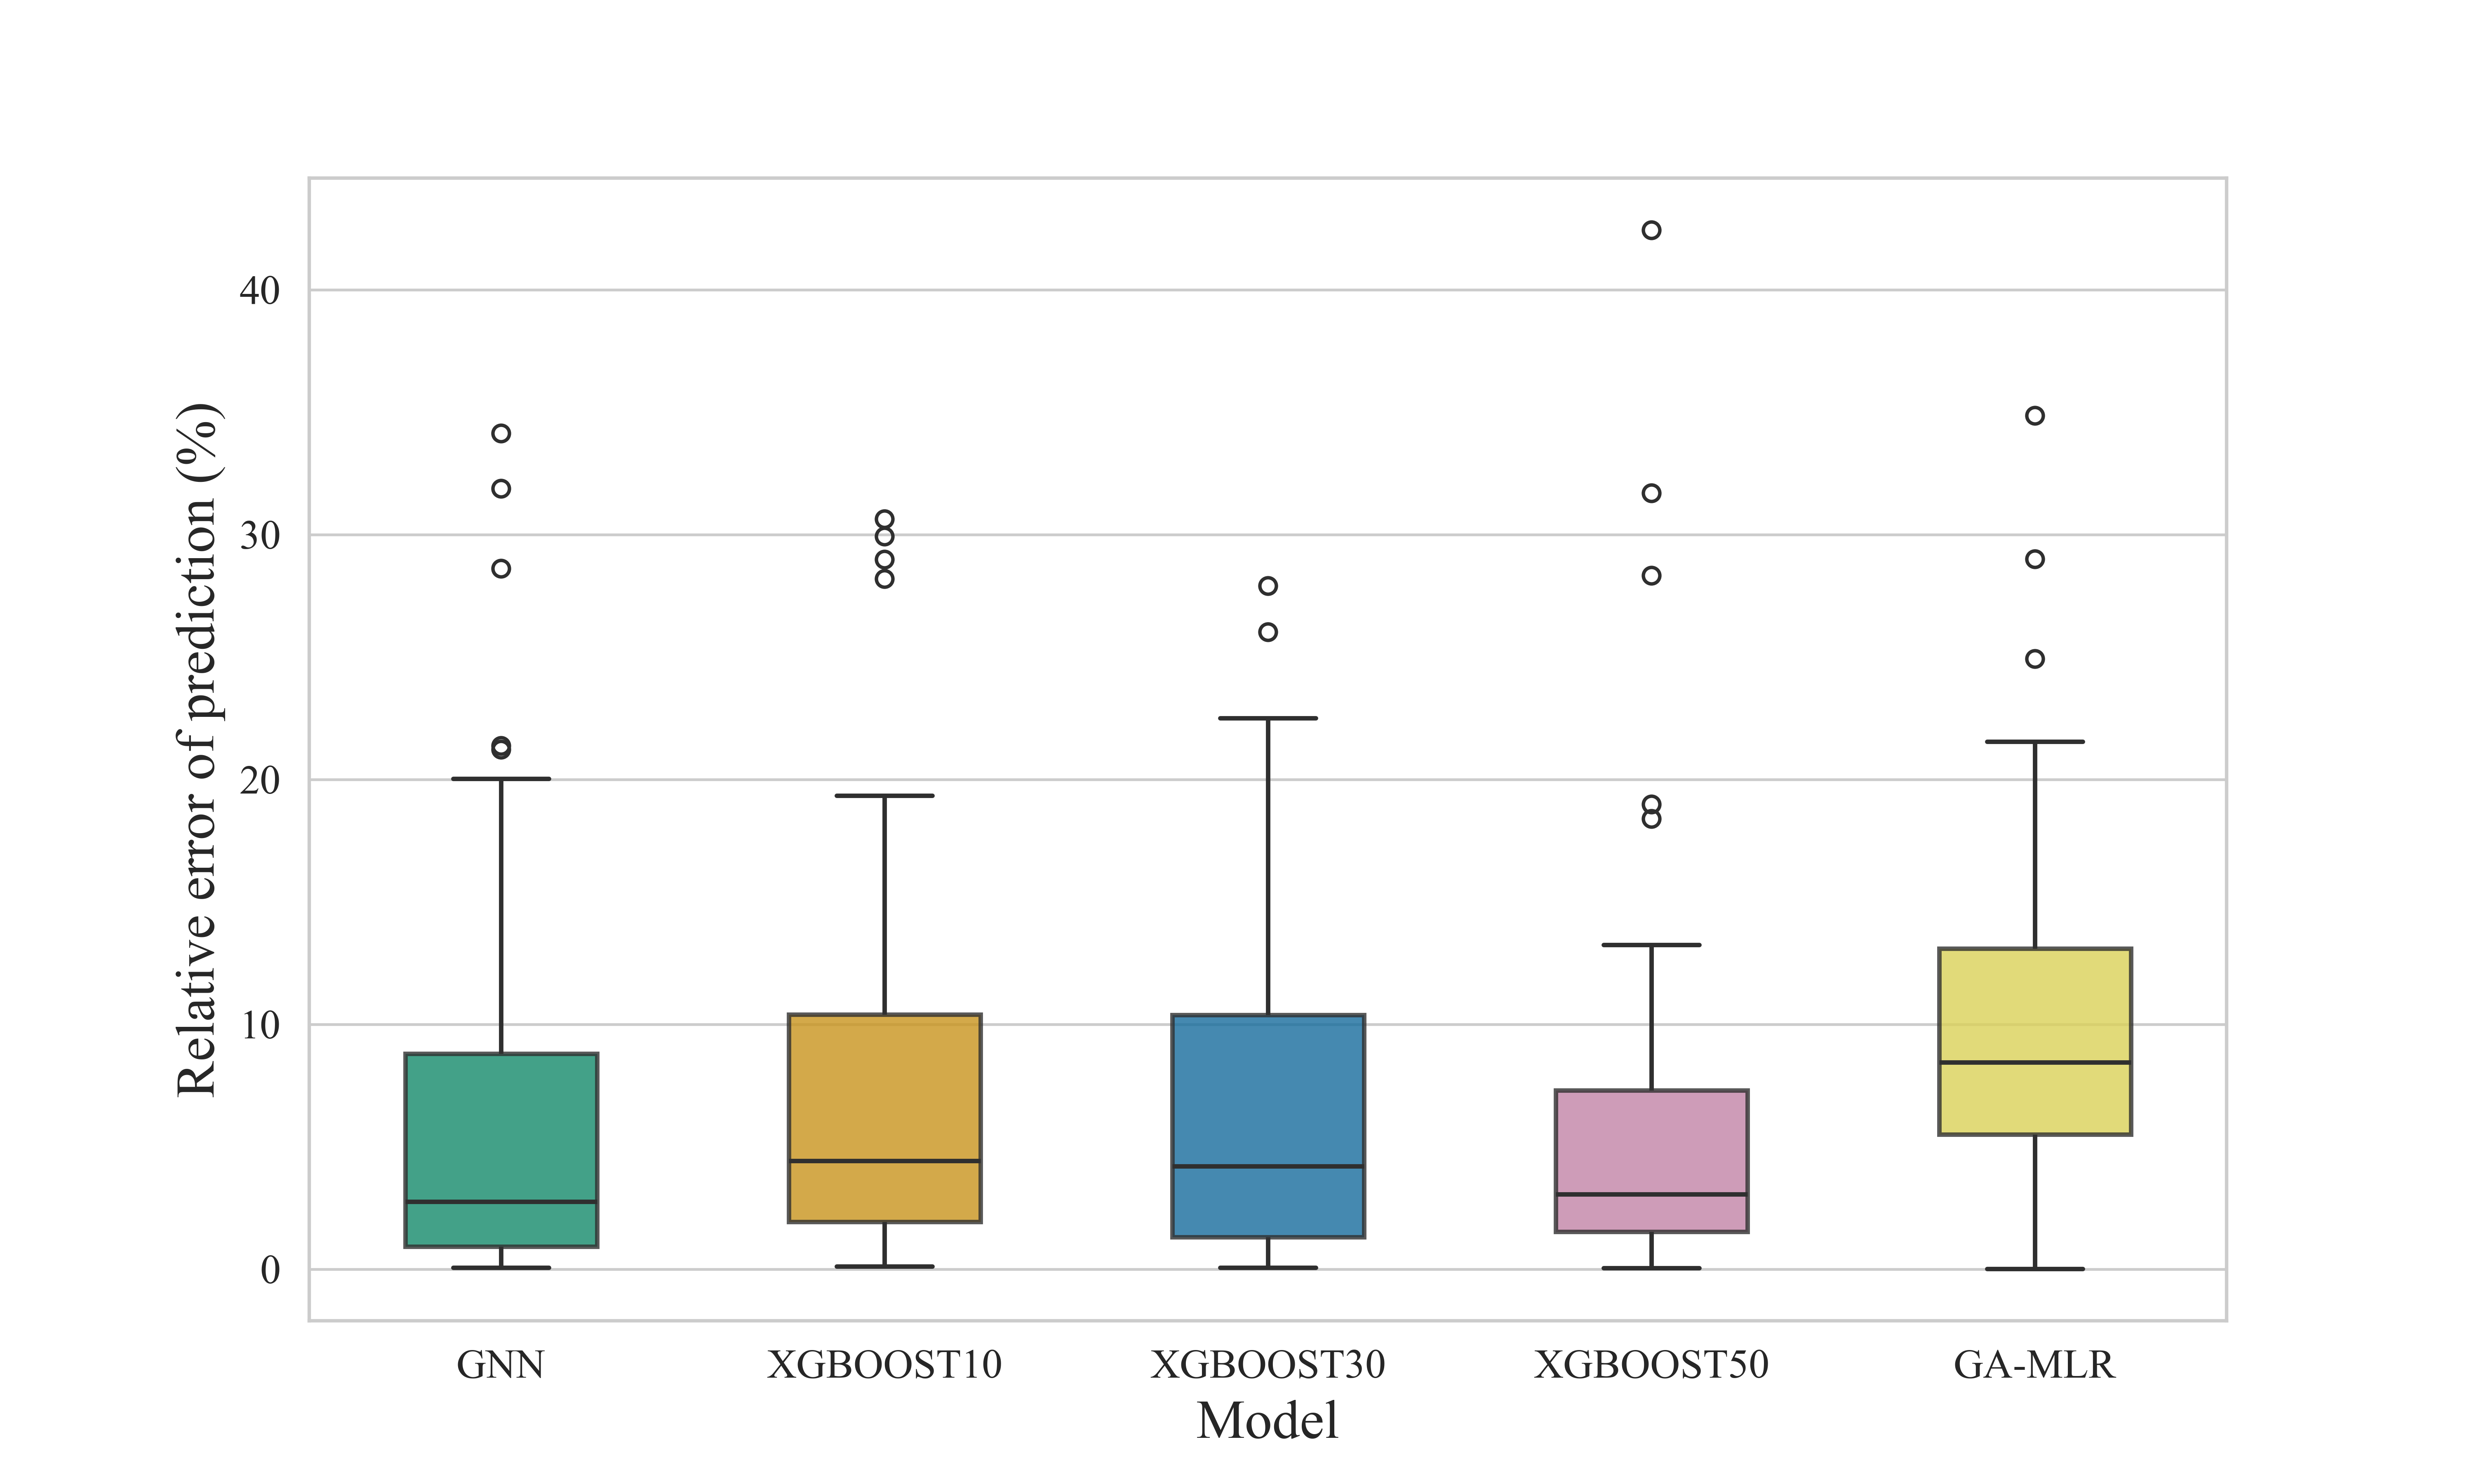 Relative error of prediction (%)
40
30
20
10
0
GNN XGBOOST10 XGBOOST30 XGBOOST50 GA-MLR
Model